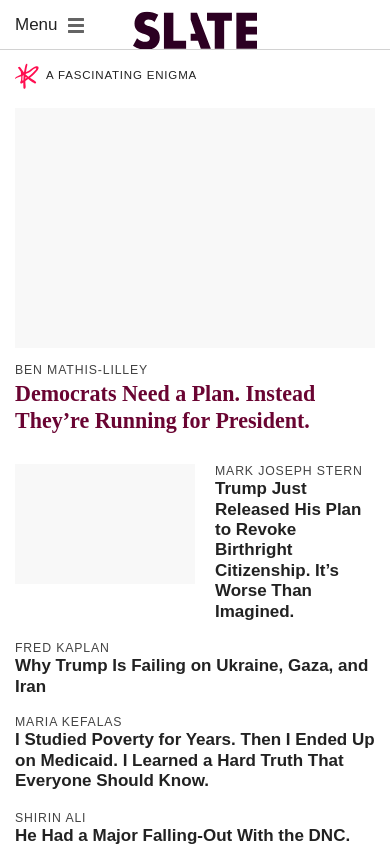 Menu
SLATE
A FASCINATING ENIGMA
BEN MATHIS-LILLEY
Democrats Need a Plan. Instead
They’re Running for President.
MARK JOSEPH STERN
Trump Just
Released His Plan
to Revoke
Birthright
Citizenship. It’s
Worse Than
Imagined.
FRED KAPLAN
Why Trump Is Failing on Ukraine, Gaza, and
Iran
MARIA KEFALAS
I Studied Poverty for Years. Then I Ended Up
on Medicaid. I Learned a Hard Truth That
Everyone Should Know.
SHIRIN ALI
He Had a Major Falling-Out With the DNC.